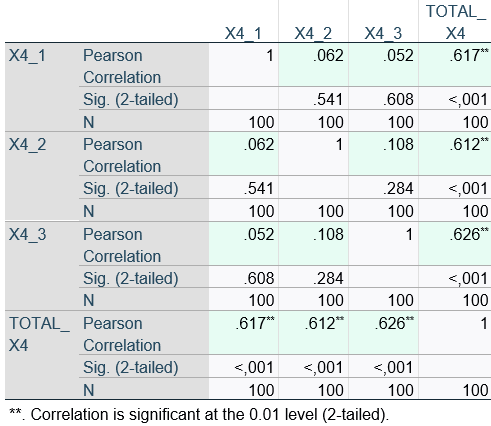 TOTAL_
X4_1 X4_2 X4_3 X4
X4_1 Pearson 1 .062 .052 .617**
Correlation
Sig. (2-tailed) .541 .608 <,001
N 100 100 100 100
X4_2 Pearson .062 1 .108 .612**
Correlation
Sig. (2-tailed) .541 .284 <,001
N 100 100 100 100
X4_3 Pearson .052 .108 1 .626**
Correlation
Sig. (2-tailed) .608 .284 <,001
N 100 100 100 100
TOTAL_ Pearson .617** .612** .626** 1
X4 Correlation
Sig. (2-tailed) <,001 <,001 <,001
N 100 100 100 100
**. Correlation is significant at the 0.01 level (2-tailed).